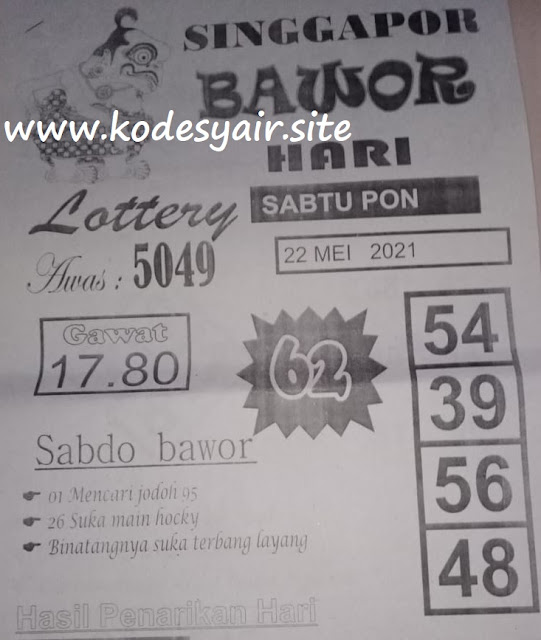 SINGGAPOR
BAWOR
www.kodesyair.site
HARI
Lottery
SABTU PON
Awas : 5049
22 MEI 2021
Gawat
17.80
62
54
39
56
48
Sabdo bawor
01 Mencari jodoh 95
26 Suka main hocky
Binatangnya suka terbang layang
Hasil Penarikan Hari